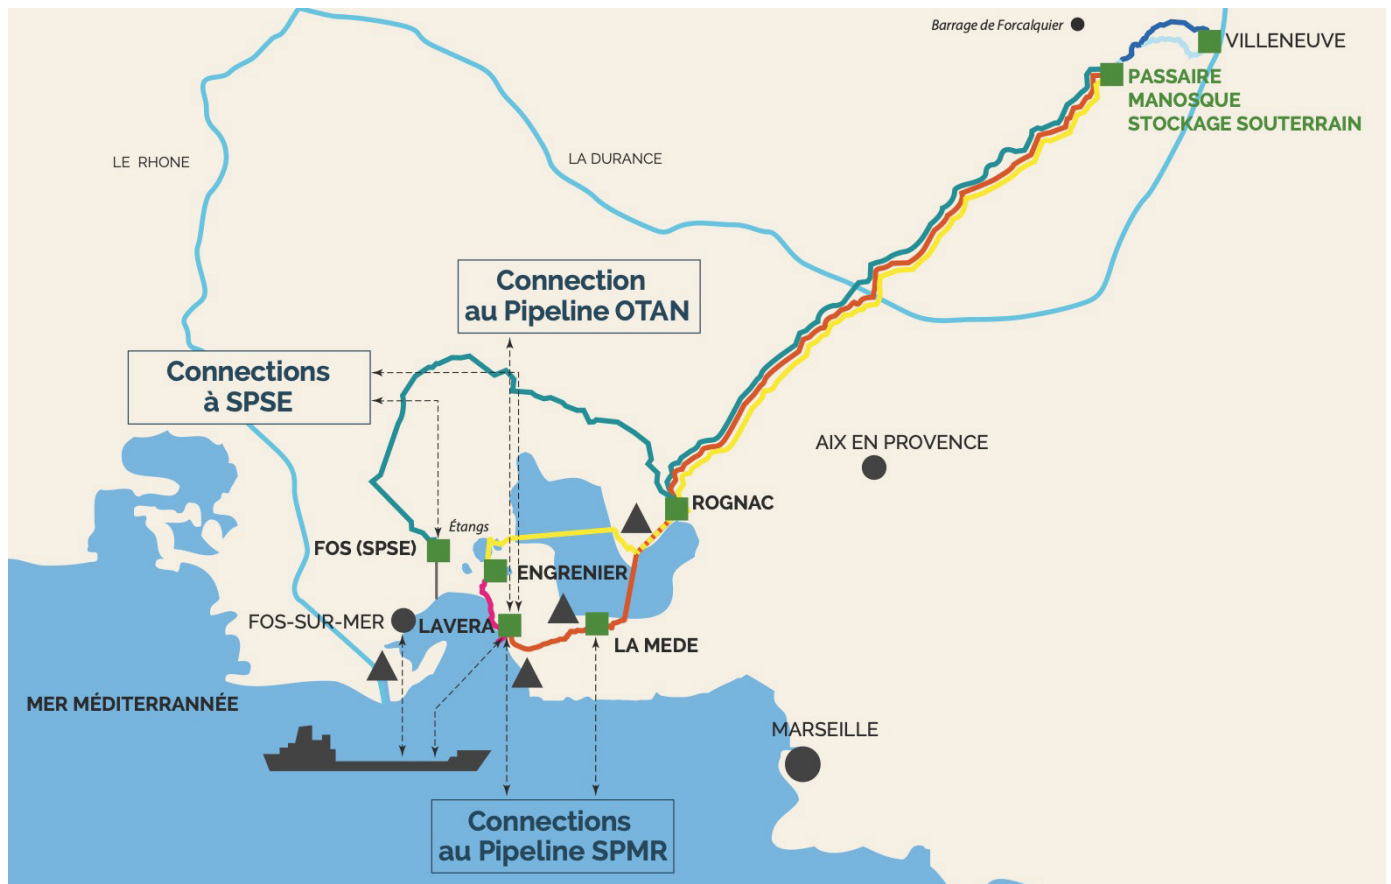 Barrage de Forcalquier
VILLENEUVE
PASSAIRE
MANOSQUE
STOCKAGE SOUTERRAIN
LE RHONE
LA DURANCE
Connection
au Pipeline OTAN
Connections
à SPSE
AIX EN PROVENCE
ROGNAC
Étangs
FOS (SPSE)
ENGRENIER
FOS-SUR-MER
LAVERA
LA MEDE
MER MÉDITERRANNÉE
MARSEILLE
Connections
au Pipeline SPMR